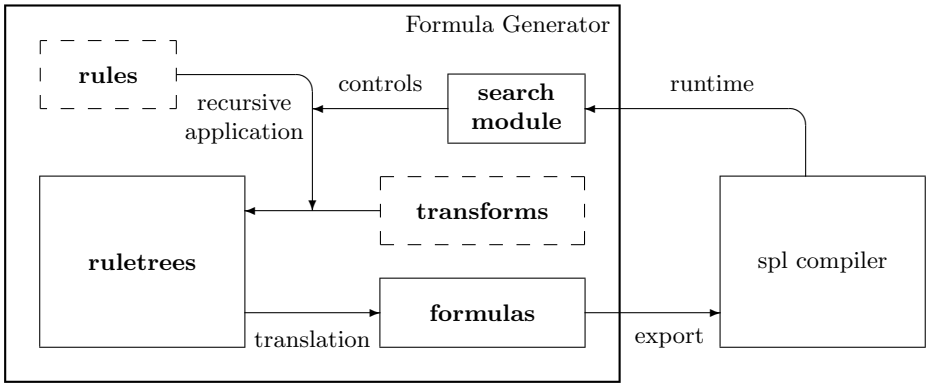 Formula Generator
rules
controls
search
module
runtime
recursive
application
transforms
ruletrees
spl compiler
formulas
translation
export